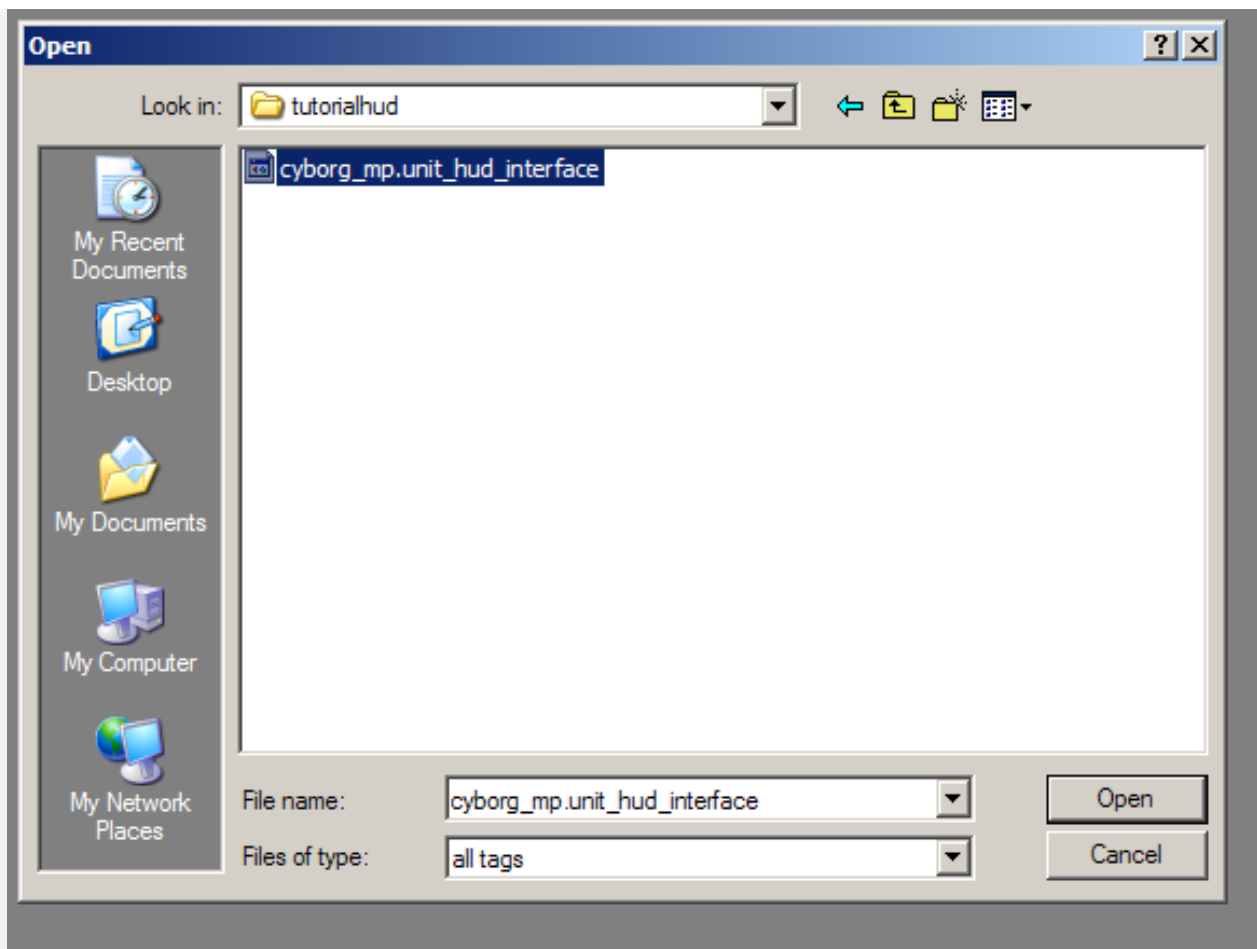 Open
Look in:
tutorialhud
cyborg_mp.unit_hud_interface
My Recent
Documents
Desktop
My Documents
My Computer
My Network
Places
File name:
cyborg_mp.unit_hud_interface
Open
Files of type:
all tags
Cancel